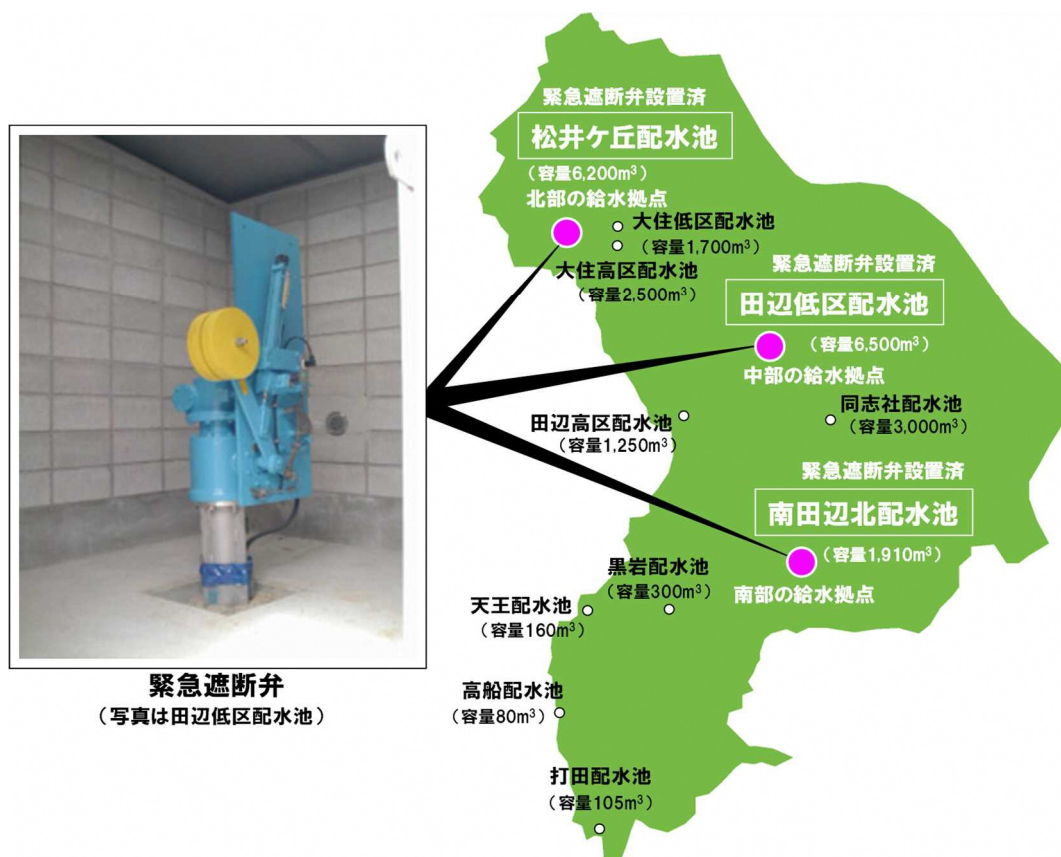 緊急遮断弁設置済
松井ケ丘配水池
（容量6,200m³）
北部の給水拠点
大住低区配水池
（容量1,700m³）
大住高区配水池
（容量2,500m³）
緊急遮断弁設置済
田辺低区配水池
（容量6,500m³）
中部の給水拠点
田辺高区配水池
（容量1,250m³）
同志社配水池
（容量3,000m³）
緊急遮断弁設置済
南田辺北配水池
（容量1,910m³）
南部の給水拠点
黒岩配水池
（容量300m³）
天王配水池
（容量160m³）
高船配水池
（容量80m³）
打田配水池
（容量105m³）
緊急遮断弁
（写真は田辺低区配水池）